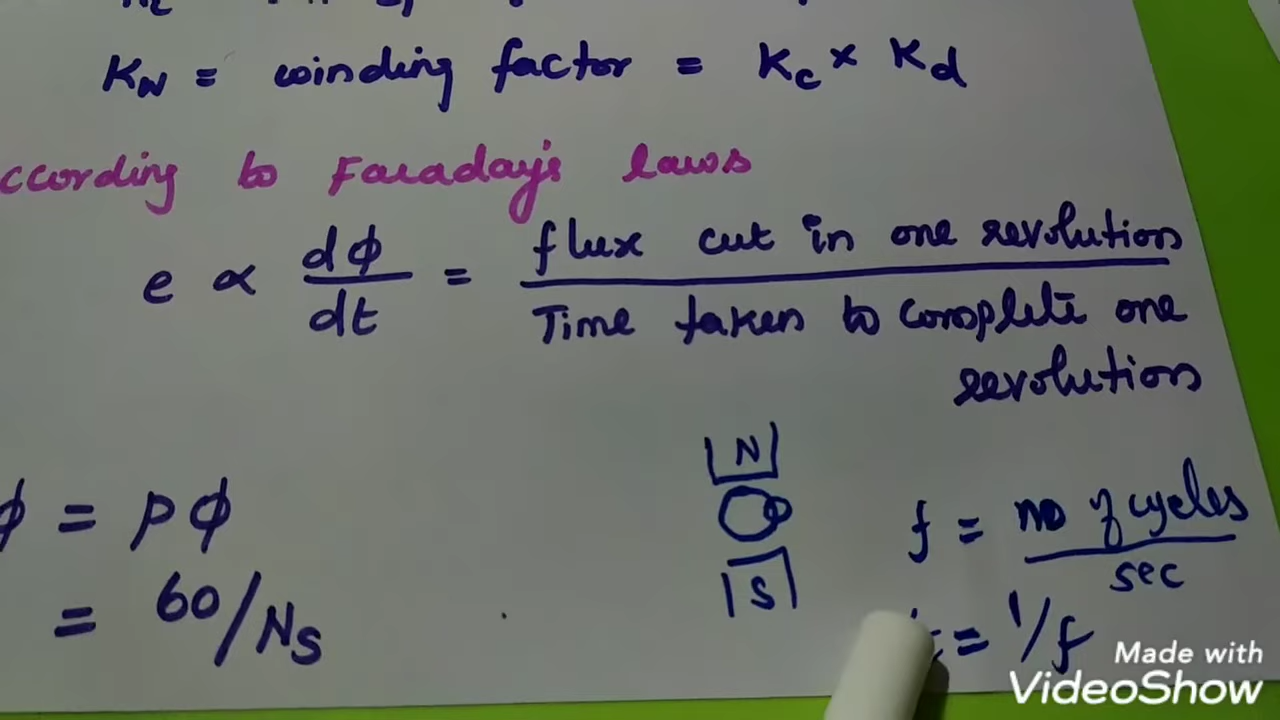 KW = winding factor = Kc × Kd
ccording to Faraday's laws
e ∝ dϕ/dt = flux cut in one revolution / Time taken to complete one revolution
N
ϕ = Pϕ
f = no of cycles / sec
S
= 60/Ns
t = 1/f
Made with
VideoShow